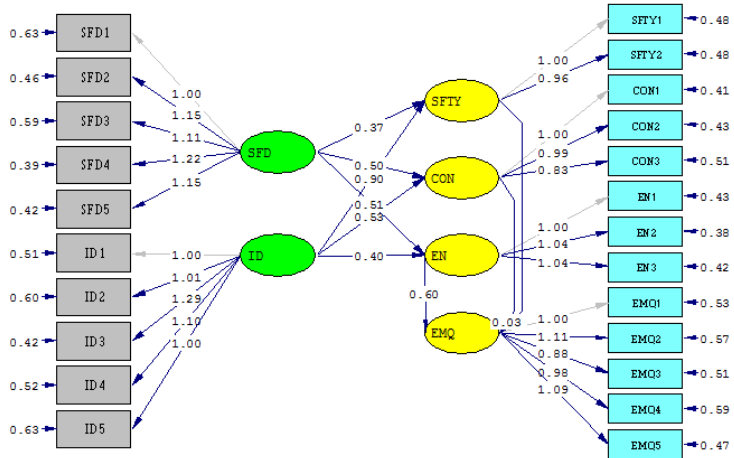 0.63 SFD1
0.46 SFD2
0.59 SFD3
0.39 SFD4
0.42 SFD5
0.51 ID1
0.60 ID2
0.42 ID3
0.52 ID4
0.63 ID5
1.00
1.15
1.11
1.22
1.15
1.00
1.01
1.29
1.10
1.00
SFD
ID
0.37
0.50
0.90
0.51
0.53
0.40
0.60
SFTY
CON
EN
EMQ
0.03
1.00
0.96
1.00
0.99
0.83
1.00
1.04
1.04
1.00
1.11
0.88
0.98
1.09
SFTY1 0.48
SFTY2 0.48
CON1 0.41
CON2 0.43
CON3 0.51
EN1 0.43
EN2 0.38
EN3 0.42
EMQ1 0.53
EMQ2 0.57
EMQ3 0.51
EMQ4 0.59
EMQ5 0.47